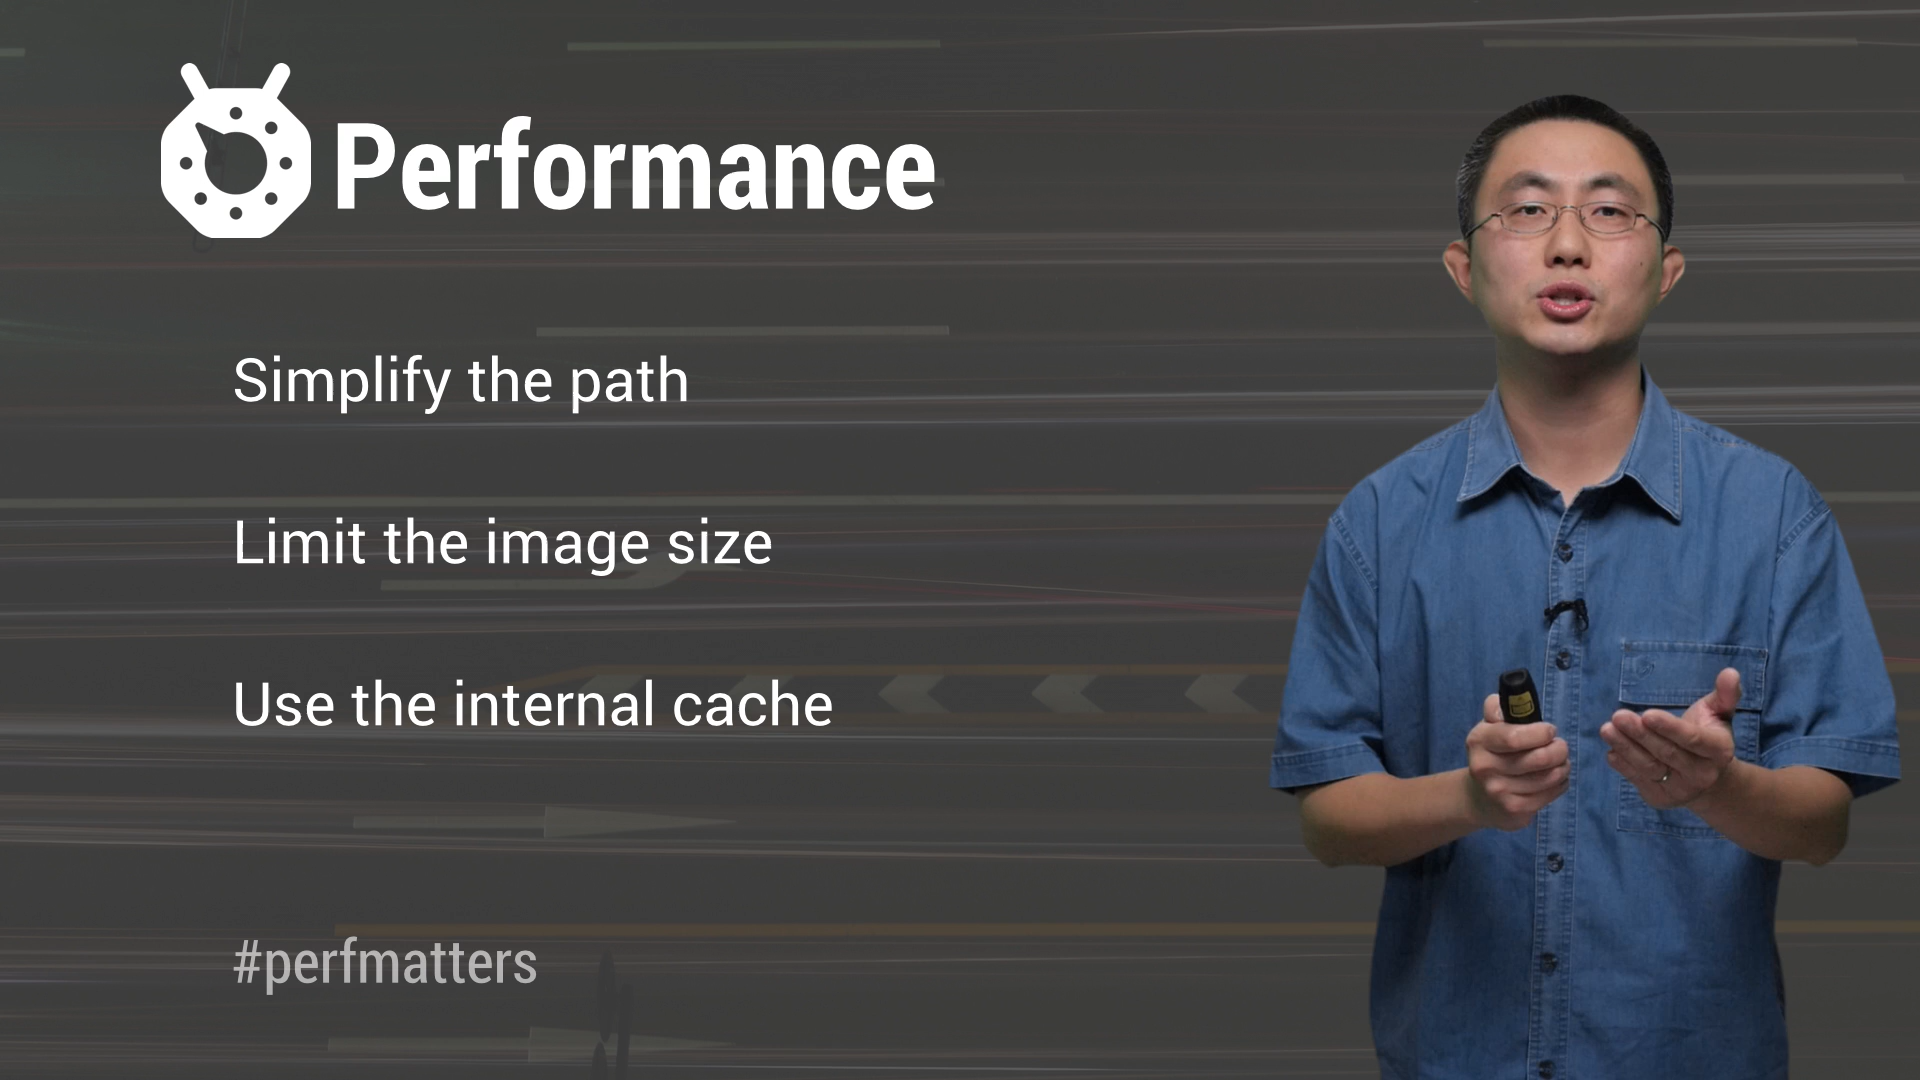 Performance
Simplify the path
Limit the image size
Use the internal cache
#perfmatters